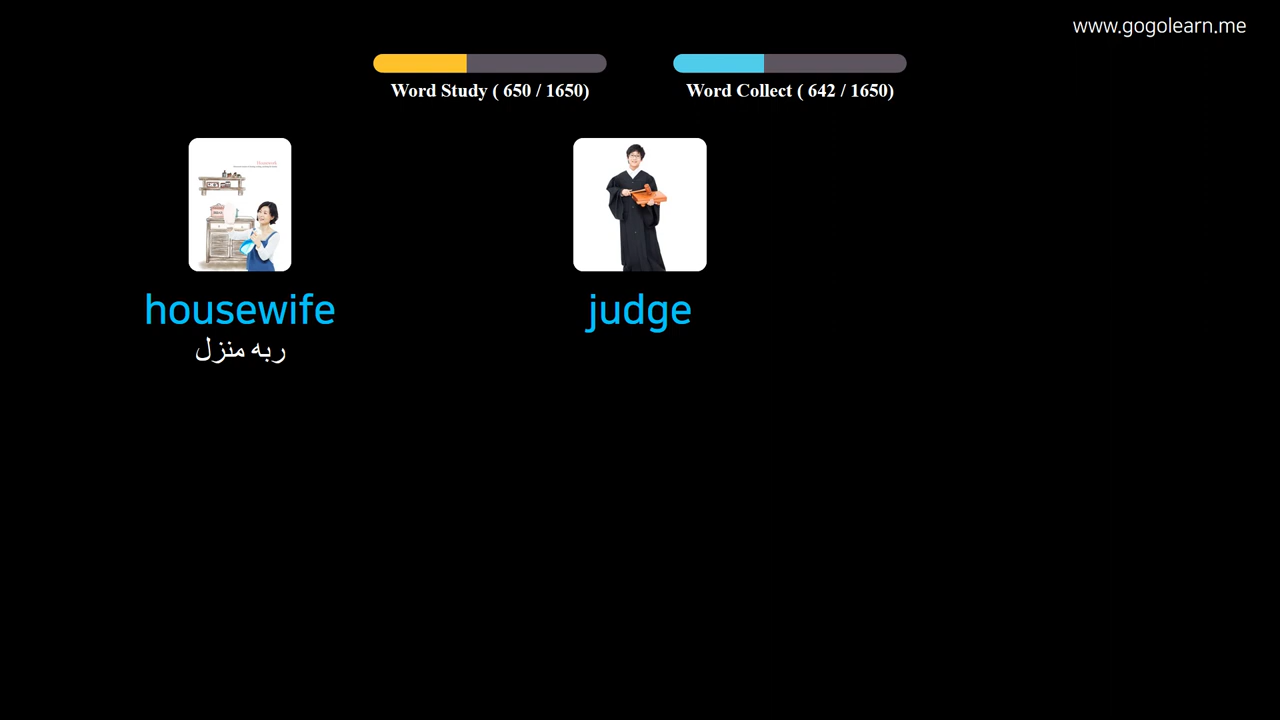 www.gogolearn.me
Word Study ( 650 / 1650)
Word Collect ( 642 / 1650)
housewife
ربه منزل
judge